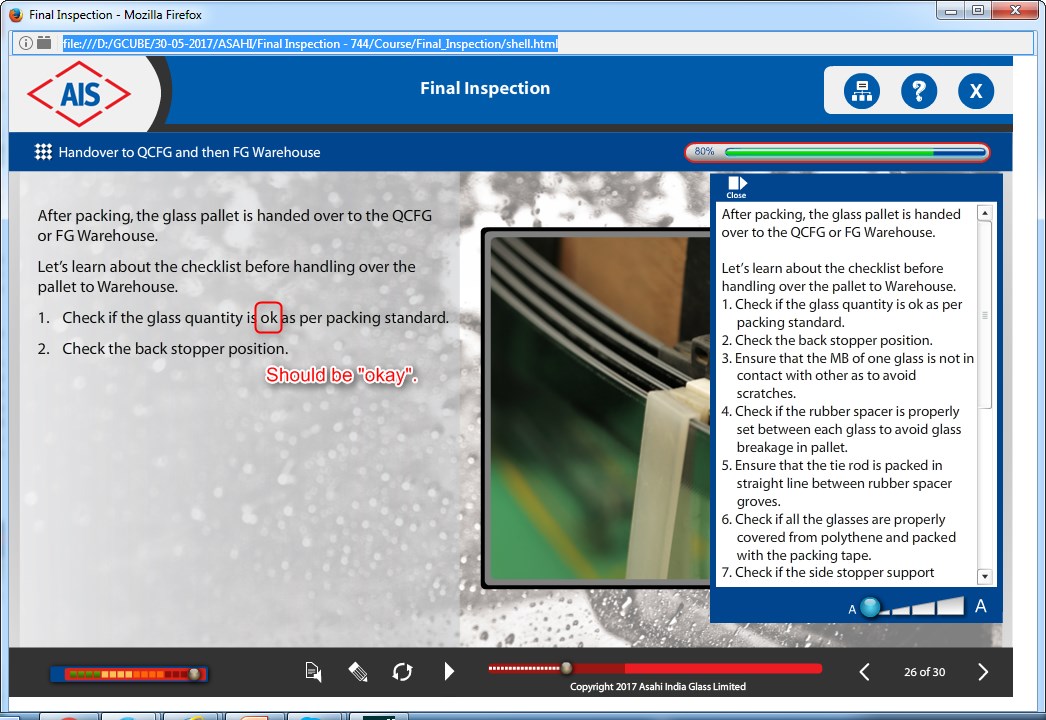 Final Inspection - Mozilla Firefox
file:///D:/GCUBE/30-05-2017/ASAHI/Final Inspection - 744/Course/Final_Inspection/shell.html
AIS
Final Inspection
?
X
Handover to QCFG and then FG Warehouse
80%
After packing, the glass pallet is handed over to the QCFG
or FG Warehouse.
Let's learn about the checklist before handling over the
pallet to Warehouse.
1. Check if the glass quantity is ok as per packing standard.
2. Check the back stopper position.
Should be "okay".
Close
After packing, the glass pallet is handed
over to the QCFG or FG Warehouse.
Let's learn about the checklist before
handling over the pallet to Warehouse.
1. Check if the glass quantity is ok as per
packing standard.
2. Check the back stopper position.
3. Ensure that the MB of one glass is not in
contact with other as to avoid
scratches.
4. Check if the rubber spacer is properly
set between each glass to avoid glass
breakage in pallet.
5. Ensure that the tie rod is packed in
straight line between rubber spacer
groves.
6. Check if all the glasses are properly
covered from polythene and packed
with the packing tape.
7. Check if the side stopper support
A A
Copyright 2017 Asahi India Glass Limited
26 of 30